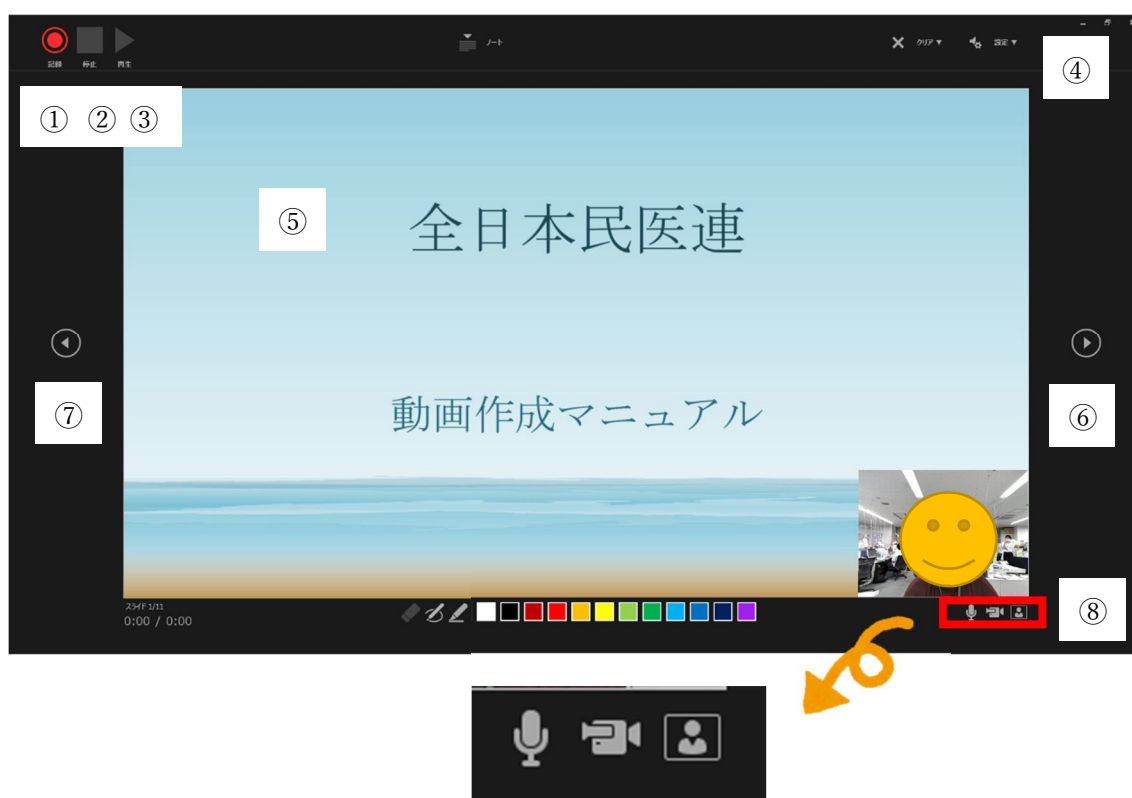 ノート
クリア▼ 設定▼
記録 停止 再生
④
① ② ③
⑤
全日本民医連
⑦
⑥
動画作成マニュアル
スライド 1/11
0:00 / 0:00
⑧